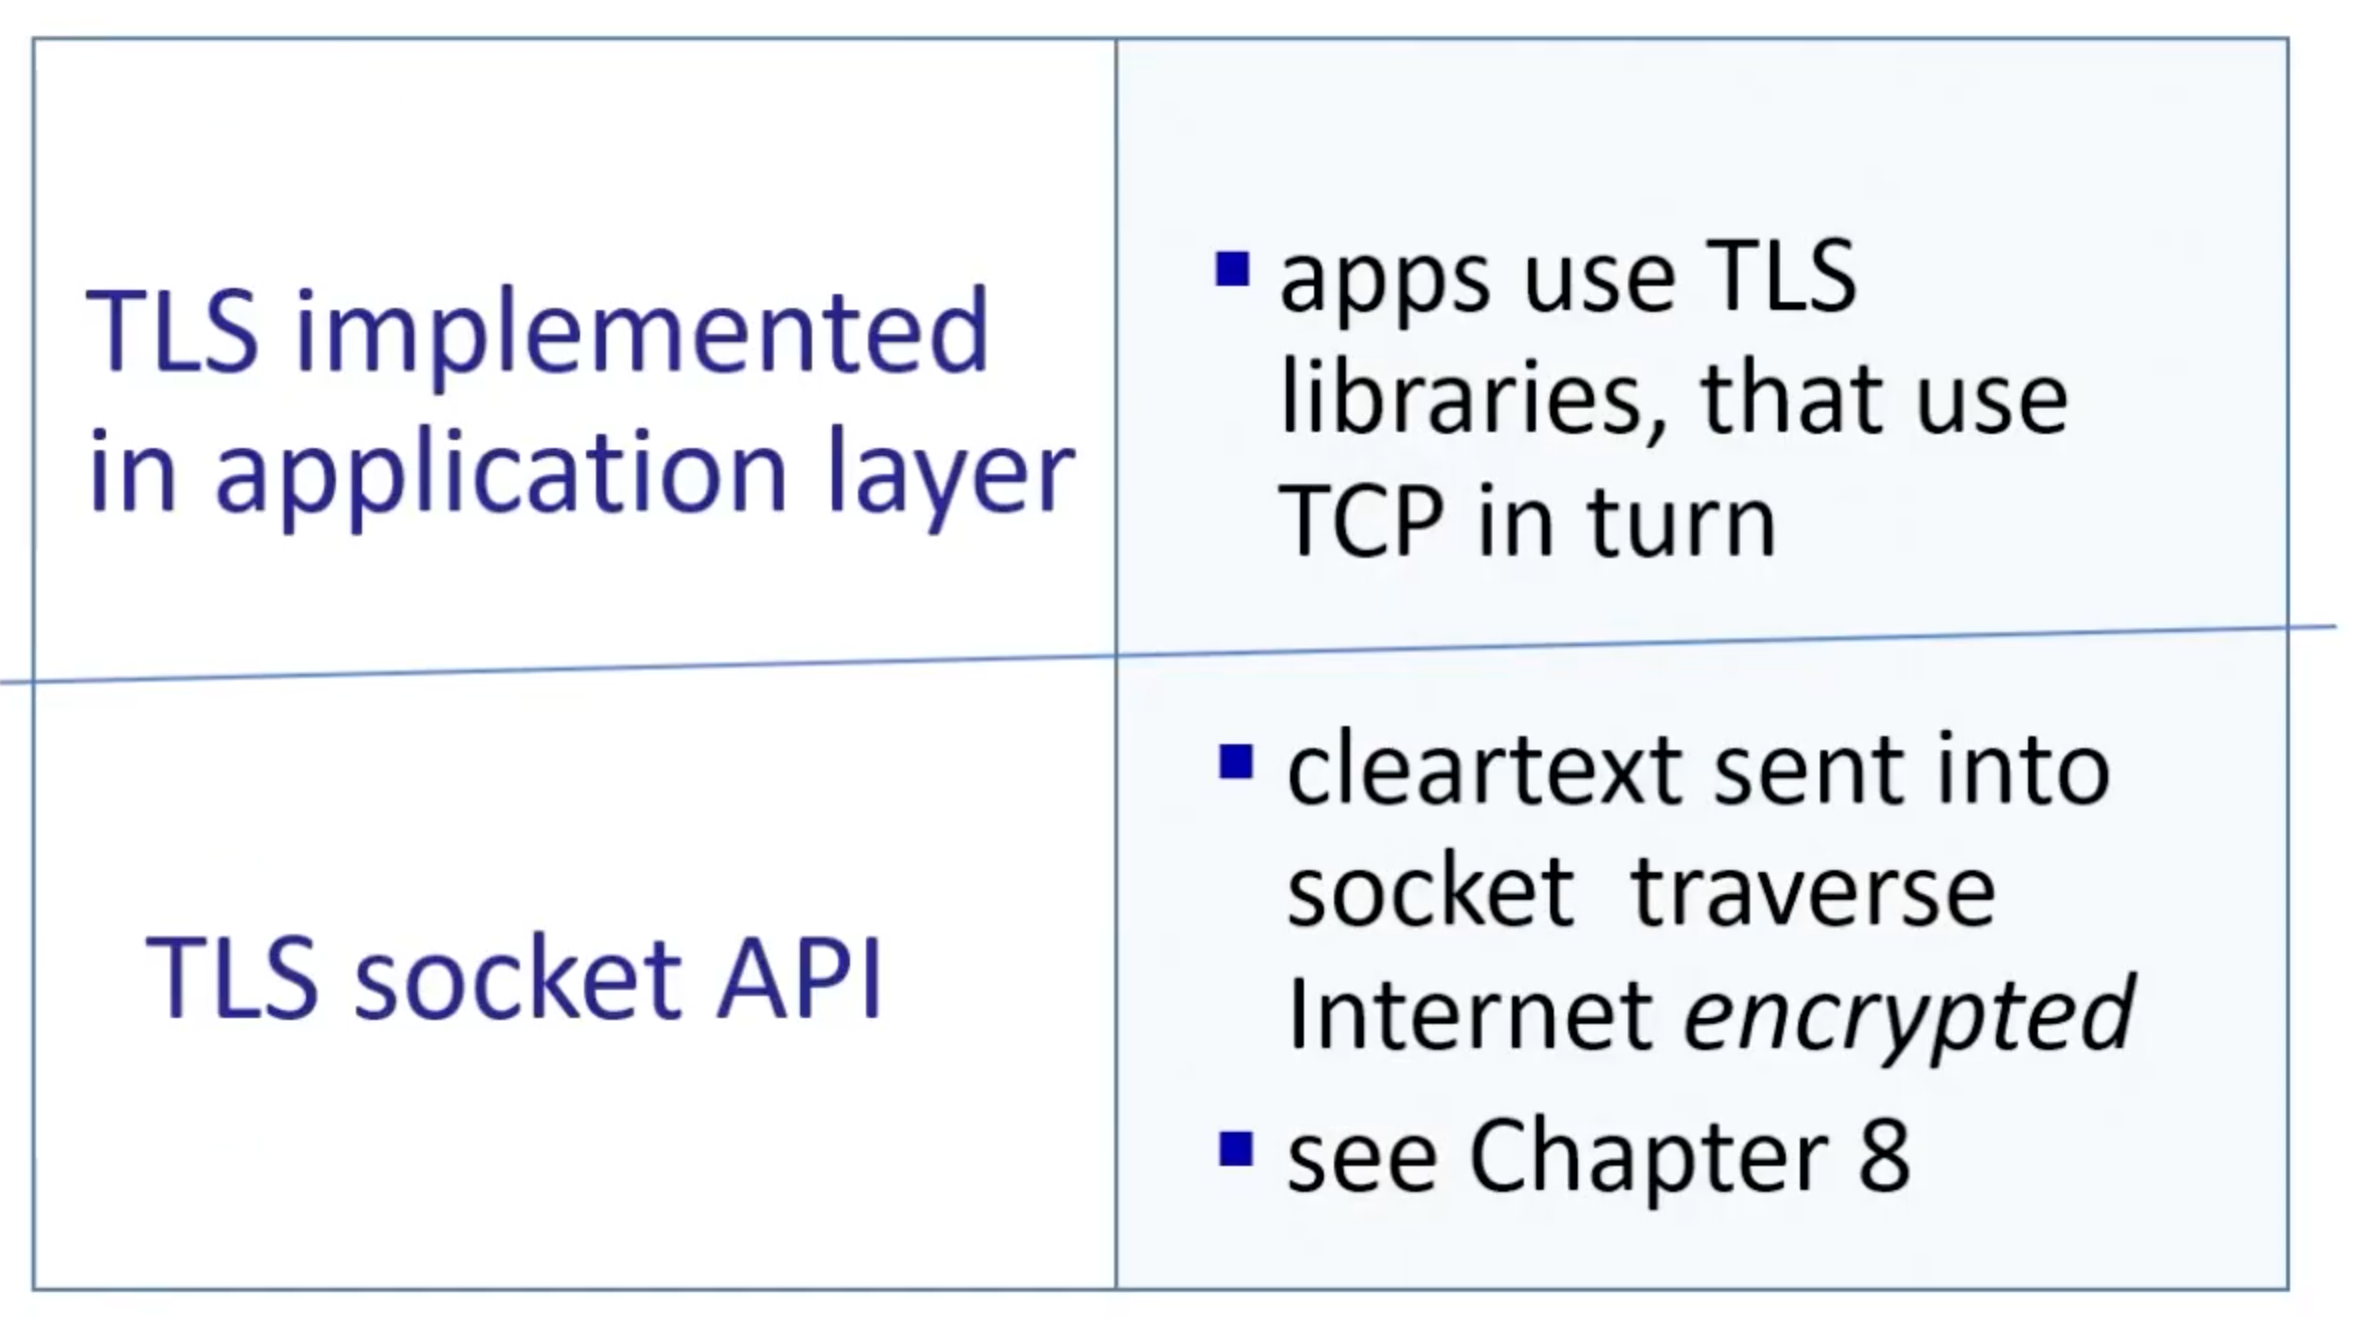 TLS implemented
in application layer
■ apps use TLS
libraries, that use
TCP in turn
TLS socket API
■ cleartext sent into
socket  traverse
Internet encrypted
■ see Chapter 8